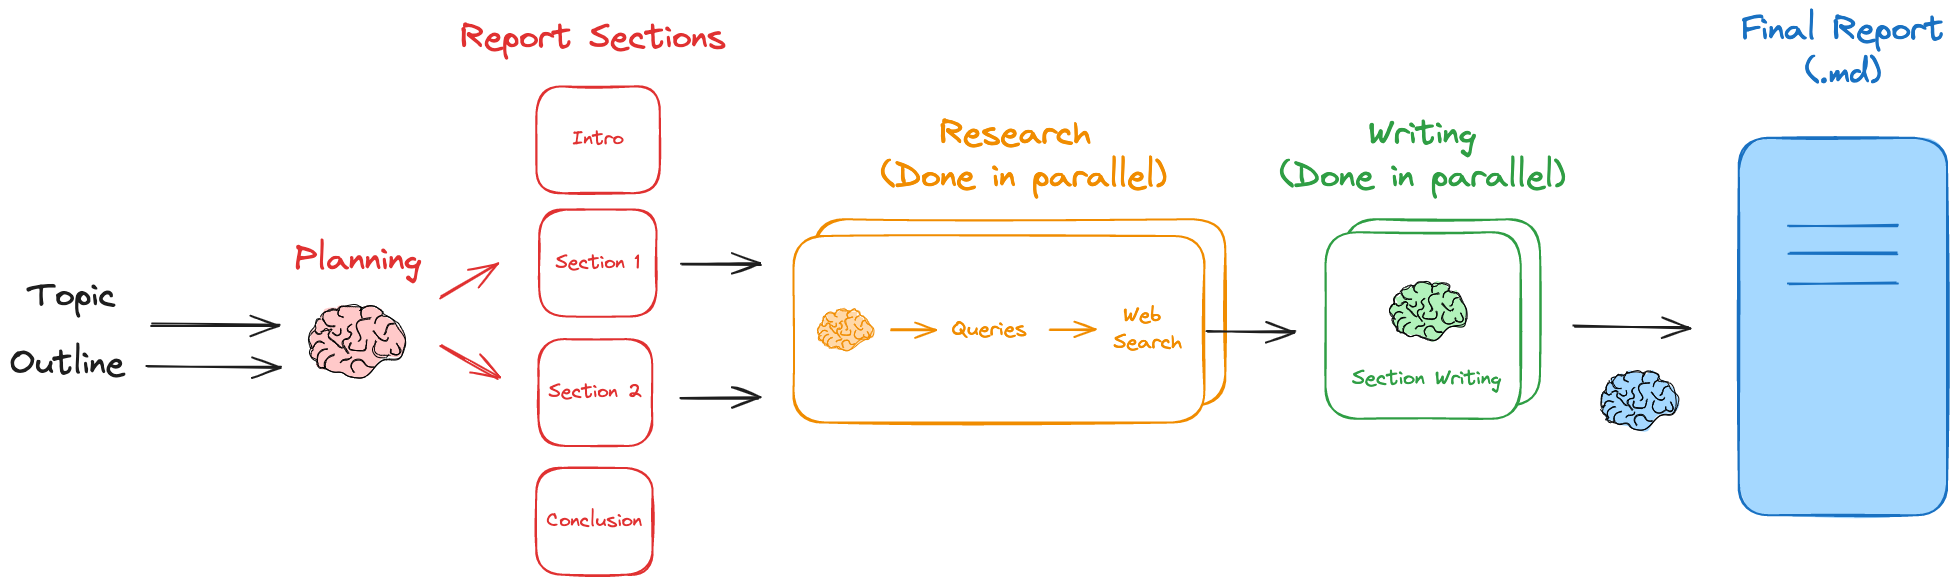 Topic
Outline
Planning
Report Sections
Intro
Section 1
Section 2
Conclusion
Research
(Done in parallel)
Queries
Web
Search
Writing
(Done in parallel)
Section Writing
Final Report
(.md)